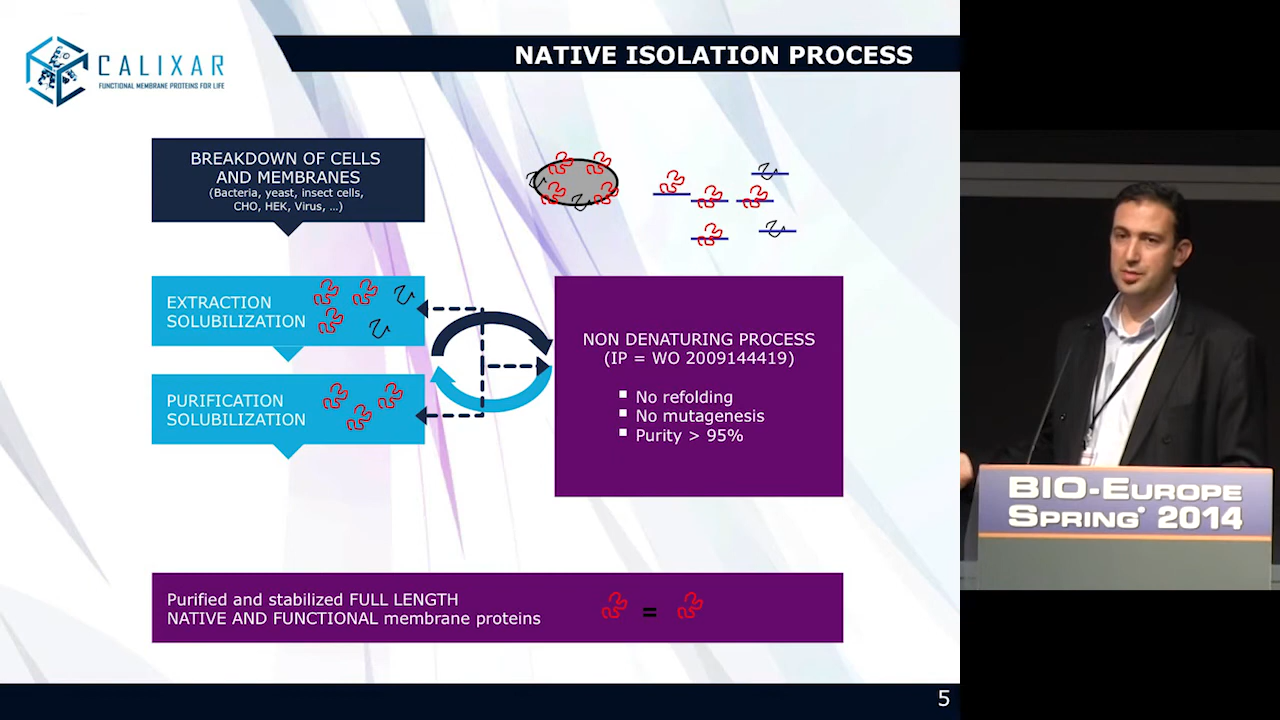 CALIXAR
FUNCTIONAL MEMBRANE PROTEINS FOR LIFE
NATIVE ISOLATION PROCESS
BREAKDOWN OF CELLS
AND MEMBRANES
(Bacteria, yeast, insect cells,
CHO, HEK, Virus, ...)
EXTRACTION
SOLUBILIZATION
PURIFICATION
SOLUBILIZATION
NON DENATURING PROCESS
(IP = WO 2009144419)
▪ No refolding
▪ No mutagenesis
▪ Purity > 95%
Purified and stabilized FULL LENGTH
NATIVE AND FUNCTIONAL membrane proteins
=
5
BIO-EUROPE
SPRING® 2014